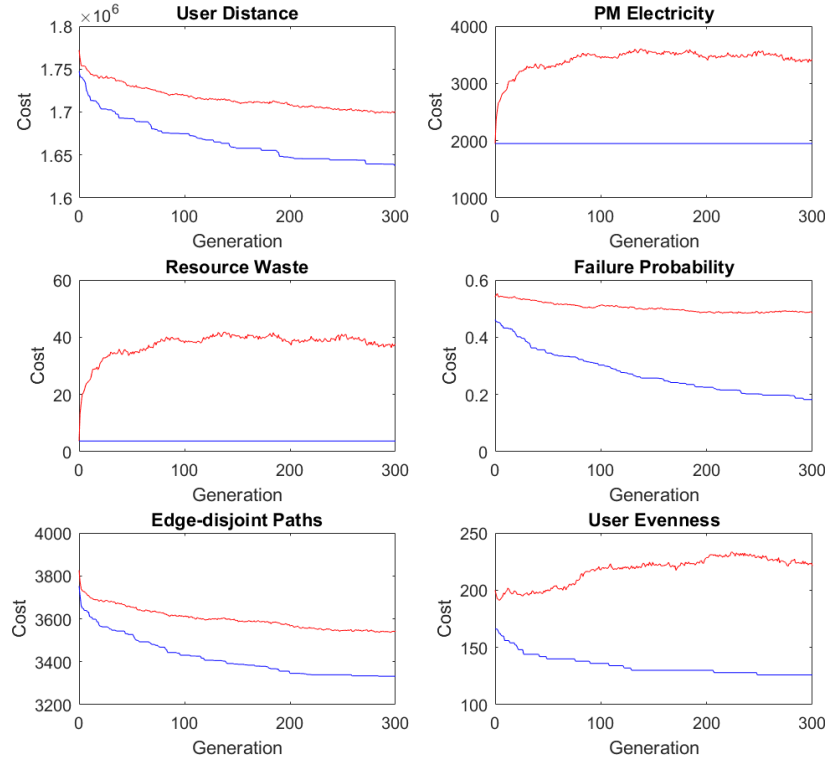 User Distance
×10^6
1.8
1.75
1.7
1.65
1.6
Cost
0 100 200 300
Generation
PM Electricity
4000
3000
2000
1000
Cost
0 100 200 300
Generation
Resource Waste
60
40
20
0
Cost
0 100 200 300
Generation
Failure Probability
0.6
0.4
0.2
0
Cost
0 100 200 300
Generation
Edge-disjoint Paths
4000
3800
3600
3400
3200
Cost
0 100 200 300
Generation
User Evenness
250
200
150
100
Cost
0 100 200 300
Generation